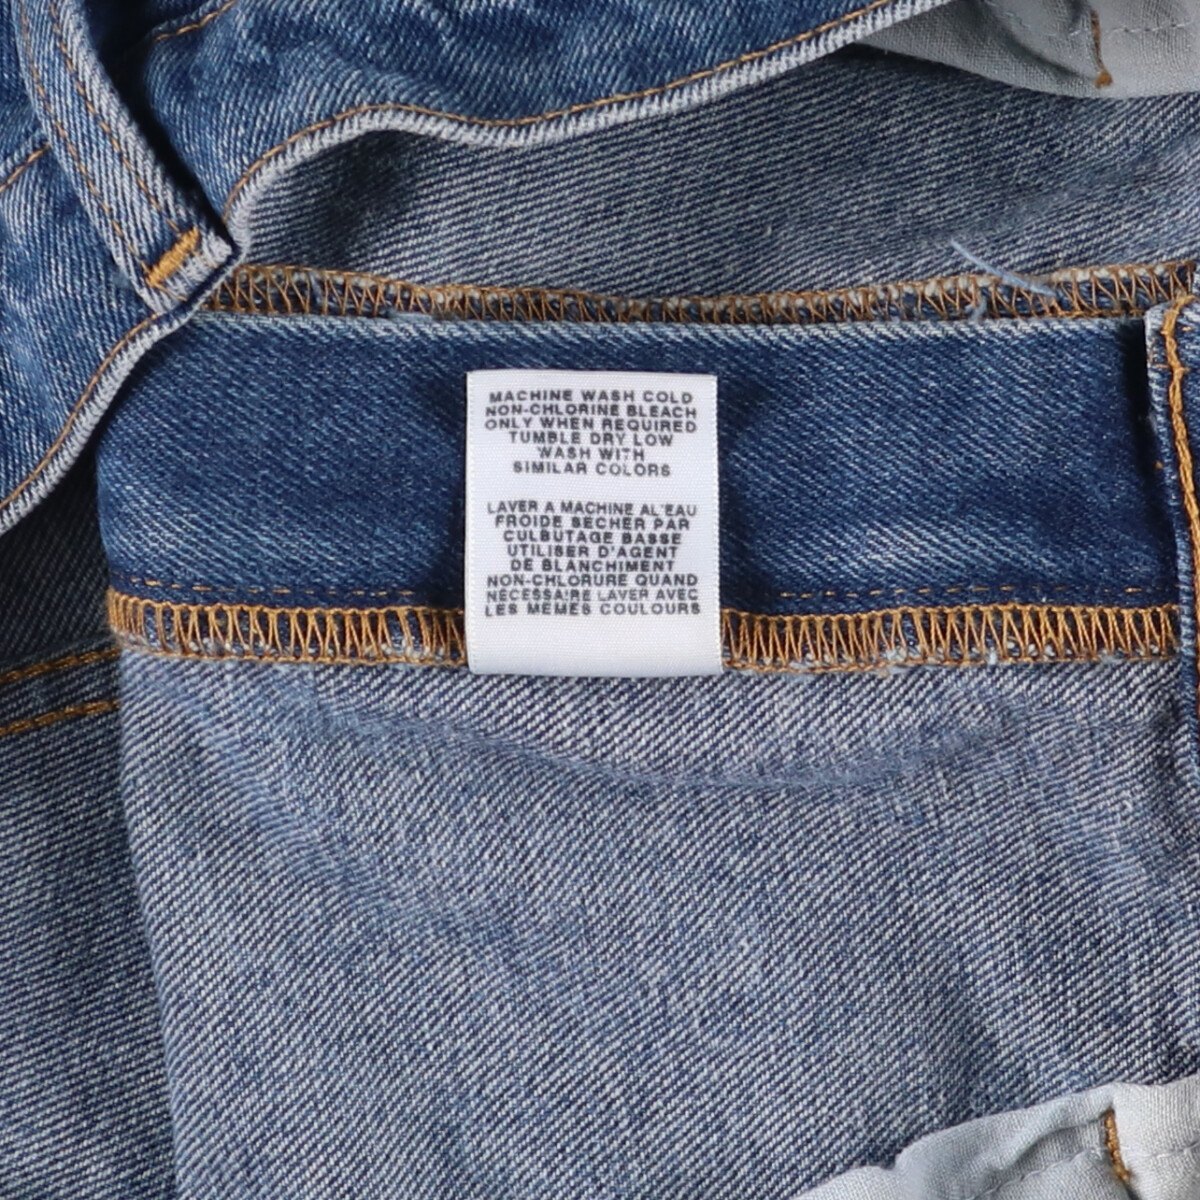 MACHINE WASH COLD
NON-CHLORINE BLEACH
ONLY WHEN REQUIRED
TUMBLE DRY LOW
WASH WITH
SIMILAR COLORS
LAVER A MACHINE AL'EAU
FROIDE SECHER PAR
CULBUTAGE BASSE
UTILISER D'AGENT
DE BLANCHIMENT
NON-CHLORURE QUAND
NECESSAIRE LAVER AVEC
LES MEMES COULOURS